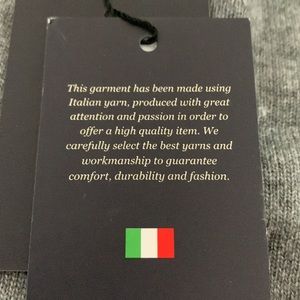 This garment has been made using
Italian yarn, produced with great
attention and passion in order to
offer a high quality item. We
carefully select the best yarns and
workmanship to guarantee
comfort, durability and fashion.